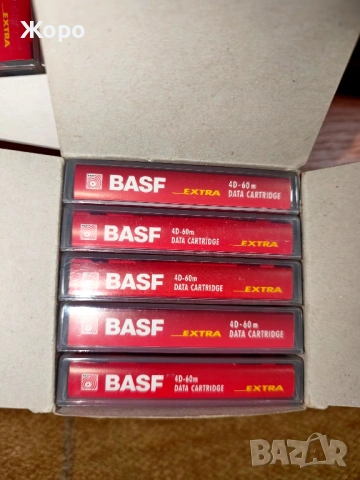 Жоро
EXTRA
BASF EXTRA 4D-60m
DATA CARTRIDGE
BASF 4D-60m
DATA CARTRIDGE EXTRA
BASF 4D-60m
DATA CARTRIDGE EXTRA
BASF EXTRA 4D-60m
DATA CARTRIDGE
BASF 4D-60m
DATA CARTRIDGE EXTRA
BAZAR